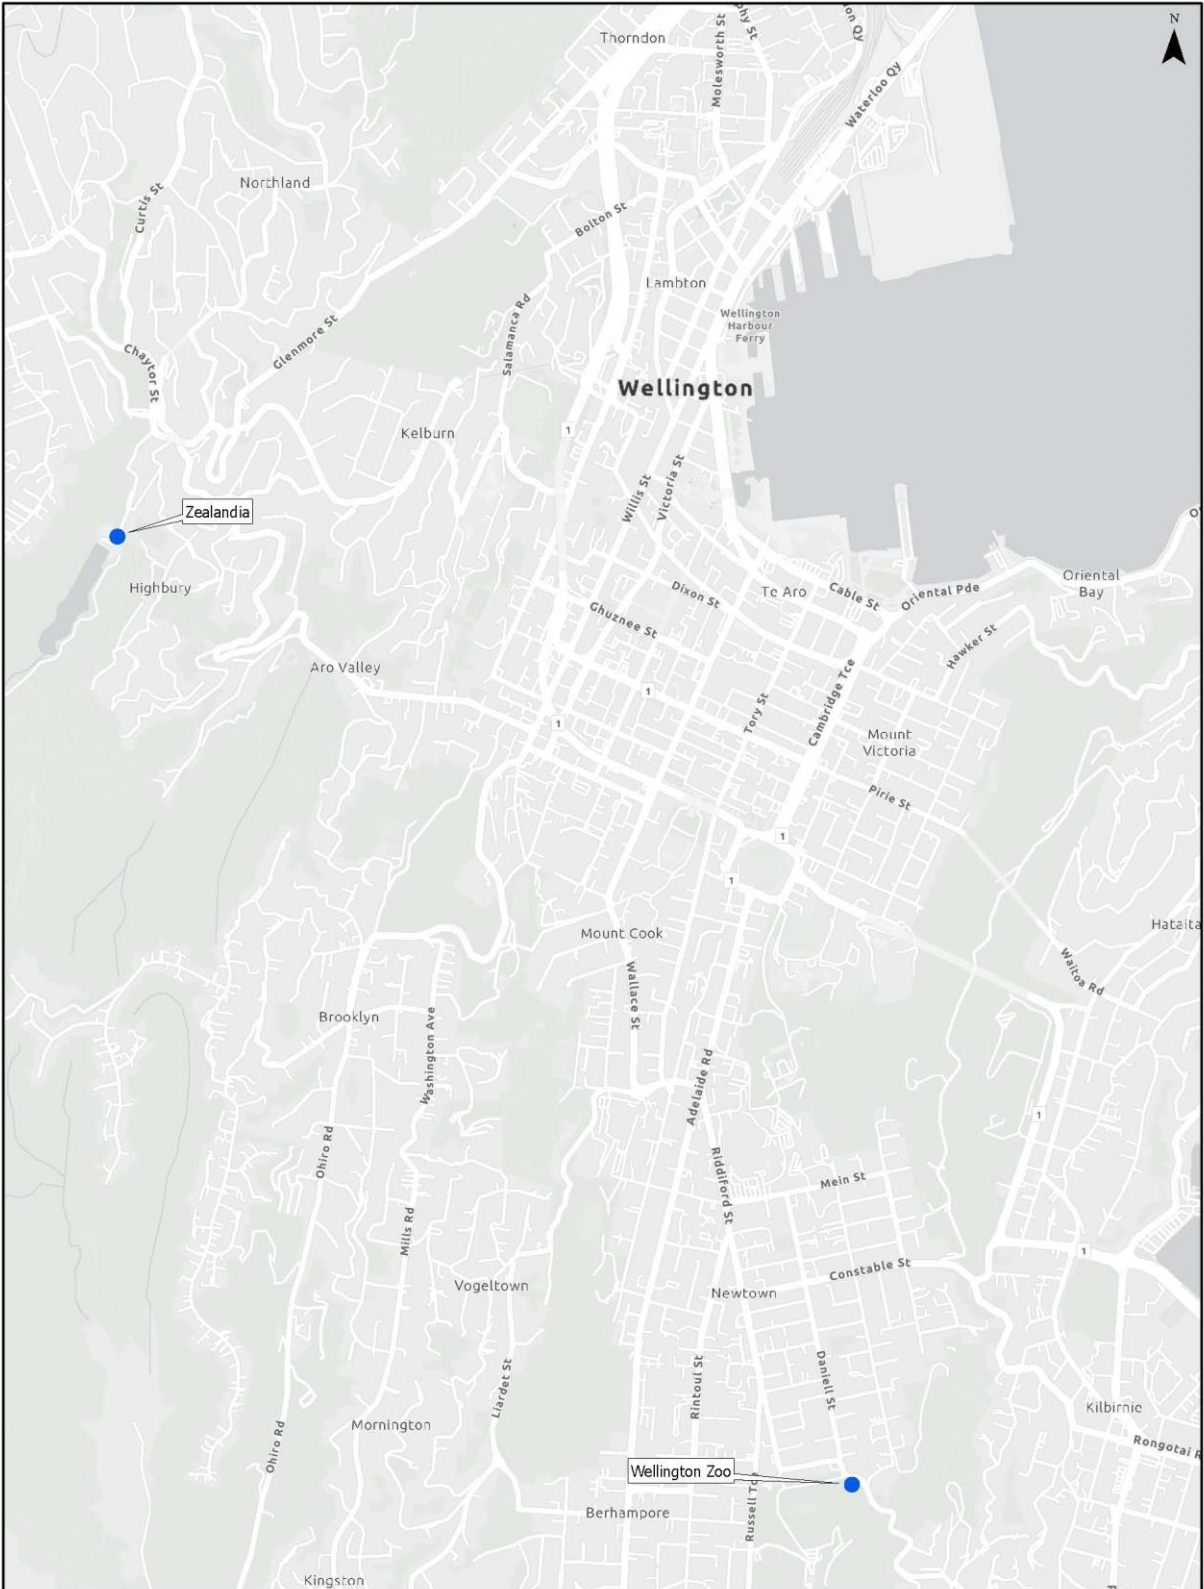 N
Thorndon
Molesworth St
phy St
on Qy
Waterloo Qy
Northland
Curtis St
Bolton St
Lambton
Wellington
Harbour
Ferry
Glenmore St
Salamanca Rd
Chaytor St
Wellington
Kelburn
1
Willis St
Victoria St
Zealandia
Highbury
Dixon St
Te Aro
Cable St
Oriental Pde
Oriental
Bay
O
Ghuznee St
Hawker St
Aro Valley
1
1
Tory St
Cambridge Tce
Mount
Victoria
Pirie St
1
1
Mount Cook
Hataita
Wallace St
Waitoa Rd
Brooklyn
Washington Ave
Adelaide Rd
1
Ohiro Rd
Riddiford St
Mein St
Mills Rd
Constable St
1
Vogeltown
Newtown
Liardet St
Rintoul St
Daniell St
Kilbirnie
Mornington
Ohiro Rd
Rongotai R
Wellington Zoo
Russell Tce
Berhampore
Kingston